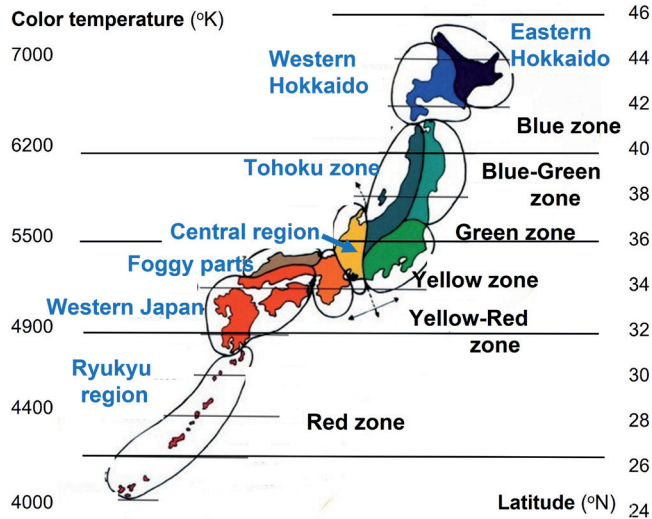 Color temperature (°K)
46
Eastern
Hokkaido
Western
Hokkaido
7000
44
42
Blue zone
6200
40
Tohoku zone
Blue-Green
zone
38
Central region
Green zone
5500
36
Foggy parts
Yellow zone
34
Western Japan
Yellow-Red
zone
4900
32
Ryukyu
region
30
4400
Red zone
28
26
4000
Latitude (°N)
24